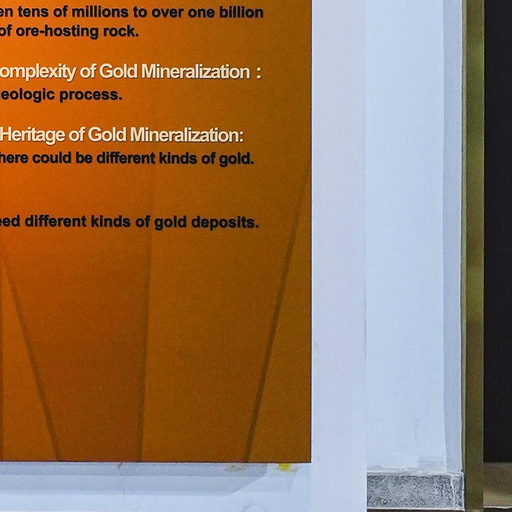 en tens of millions to over one billion
of ore-hosting rock.
omplexity of Gold Mineralization :
eologic process.
Heritage of Gold Mineralization:
here could be different kinds of gold.
ed different kinds of gold deposits.